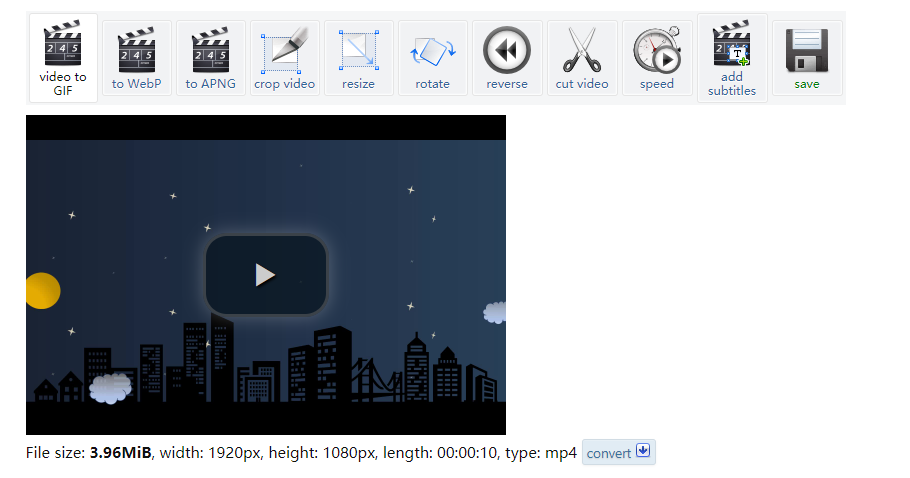 video to GIF
to WebP
to APNG
crop video
resize
rotate
reverse
cut video
speed
add subtitles
save
File size: 3.96MiB, width: 1920px, height: 1080px, length: 00:00:10, type: mp4 convert